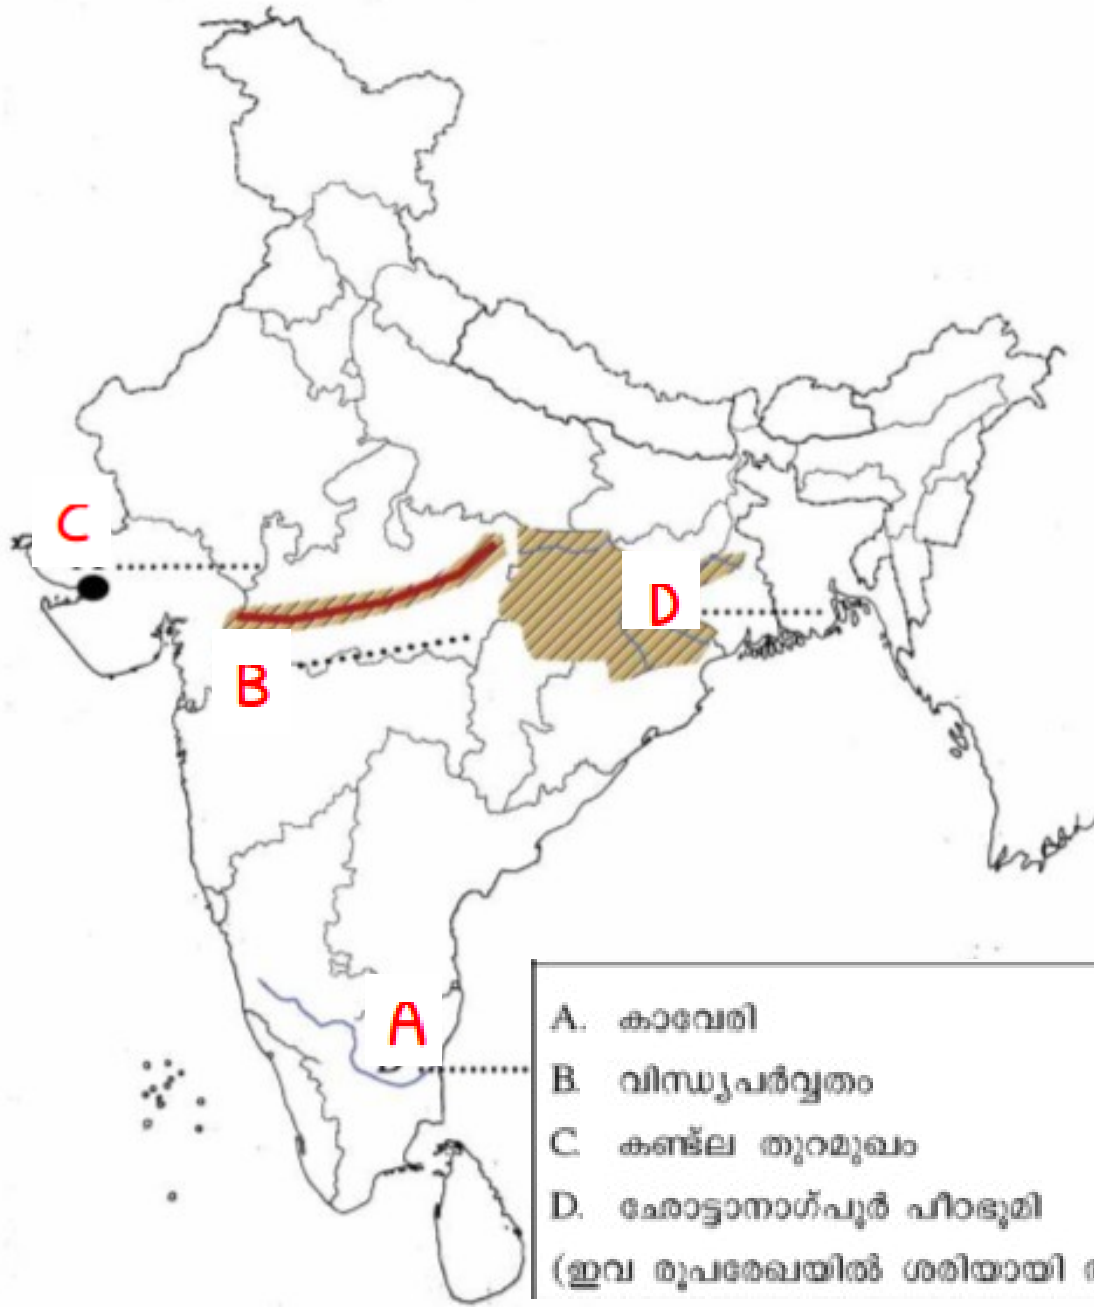 C
D
B
A
A. കാവേരി
B. വിന്ധ്യപർവ്വതം
C. കണ്ട്ല തുറമുഖം
D. ഛോട്ടാനാഗ്പൂർ പീഠഭൂമി
(ഇവ രൂപരേഖയിൽ ശരിയായി